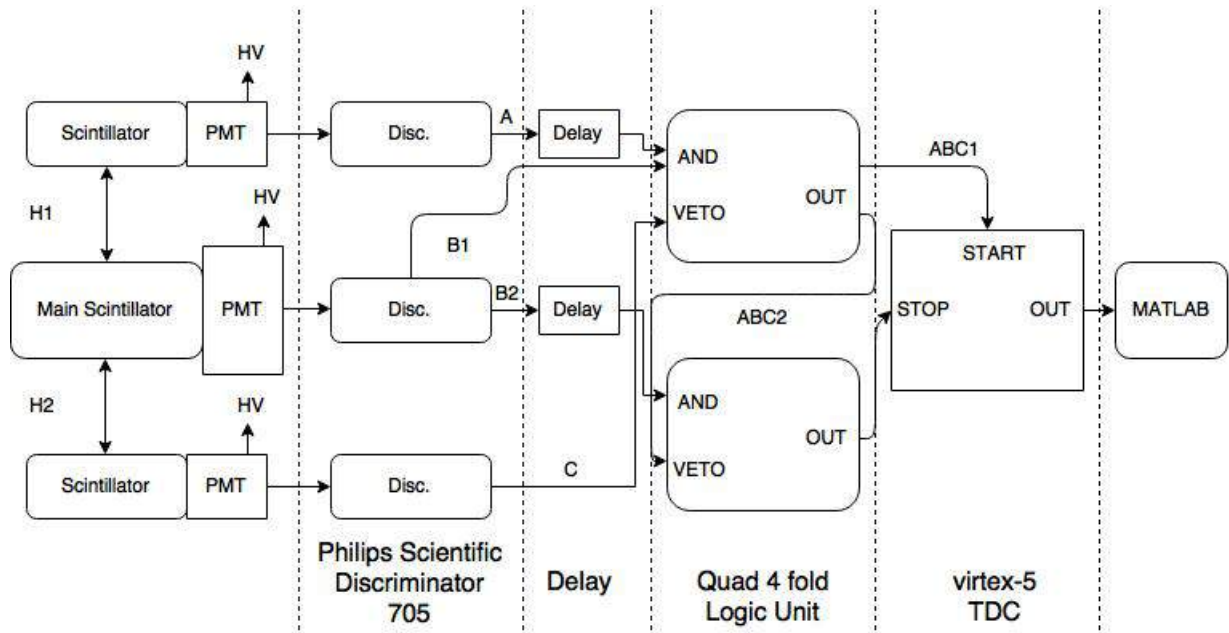 HV
Scintillator
PMT
Disc.
A
Delay
AND
VETO
OUT
ABC1
H1
HV
B1
Main Scintillator
PMT
Disc.
B2
Delay
ABC2
START
STOP
OUT
MATLAB
H2
HV
Scintillator
PMT
Disc.
C
AND
VETO
OUT
Philips Scientific
Discriminator
705
Delay
Quad 4 fold
Logic Unit
virtex-5
TDC